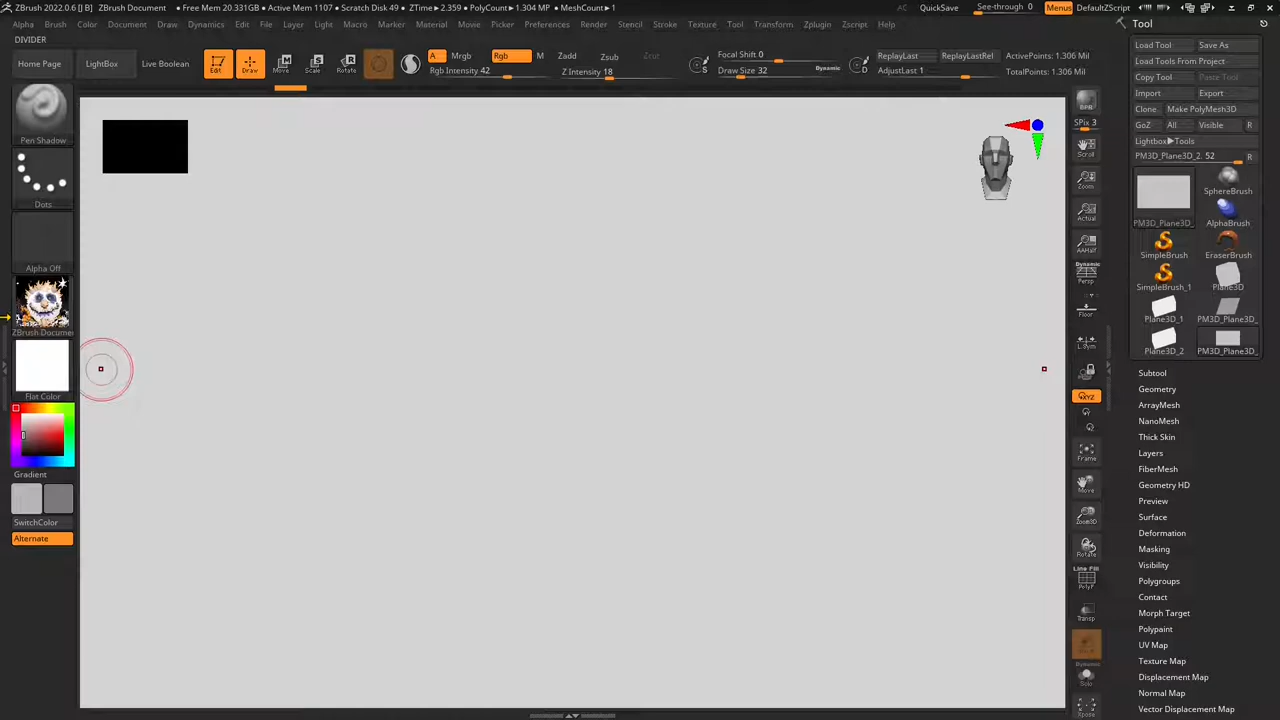 ZBrush 2022.0.6 [J B] ZBrush Document • Free Mem 20.331GB • Active Mem 1107 • Scratch Disk 49 • ZTime▸2.359 • PolyCount▸1.304 MP • MeshCount▸1 AC QuickSave See-through 0 Menus DefaultZScript
Alpha Brush Color Document Draw Dynamics Edit File Layer Light Macro Marker Material Movie Picker Preferences Render Stencil Stroke Texture Tool Transform Zplugin Zscript Help
Tool
DIVIDER
Load Tool Save As
Load Tools From Project
Copy Tool Paste Tool
Import Export
Clone Make PolyMesh3D
GoZ All Visible R
Lightbox▸Tools
PM3D_Plane3D_2. 52 R
Home Page LightBox Live Boolean
Edit Draw Move Scale Rotate
A Mrgb Rgb M Zadd Zsub Zcut
Rgb Intensity 42 Z Intensity 18
S Focal Shift 0
Draw Size 32 Dynamic
D ReplayLast ReplayLastRel
AdjustLast 1
ActivePoints: 1.306 Mil
TotalPoints: 1.306 Mil
Pen Shadow
Dots
Alpha Off
ZBrush Docume
Flat Color
Gradient
SwitchColor
Alternate
BPR
SPix 3
Scroll
Zoom
Actual
AAHalf
Dynamic
Persp
Floor
L.Sym
XYZ
Frame
Move
Zoom3D
Rotate
Line Fill
PolyF
Transp
Dynamic
Solo
Xpose
PM3D_Plane3D_ SphereBrush
AlphaBrush
SimpleBrush EraserBrush
SimpleBrush_1 Plane3D
Plane3D_1 PM3D_Plane3D_
Plane3D_2 PM3D_Plane3D_
Subtool
Geometry
ArrayMesh
NanoMesh
Thick Skin
Layers
FiberMesh
Geometry HD
Preview
Surface
Deformation
Masking
Visibility
Polygroups
Contact
Morph Target
Polypaint
UV Map
Texture Map
Displacement Map
Normal Map
Vector Displacement Map